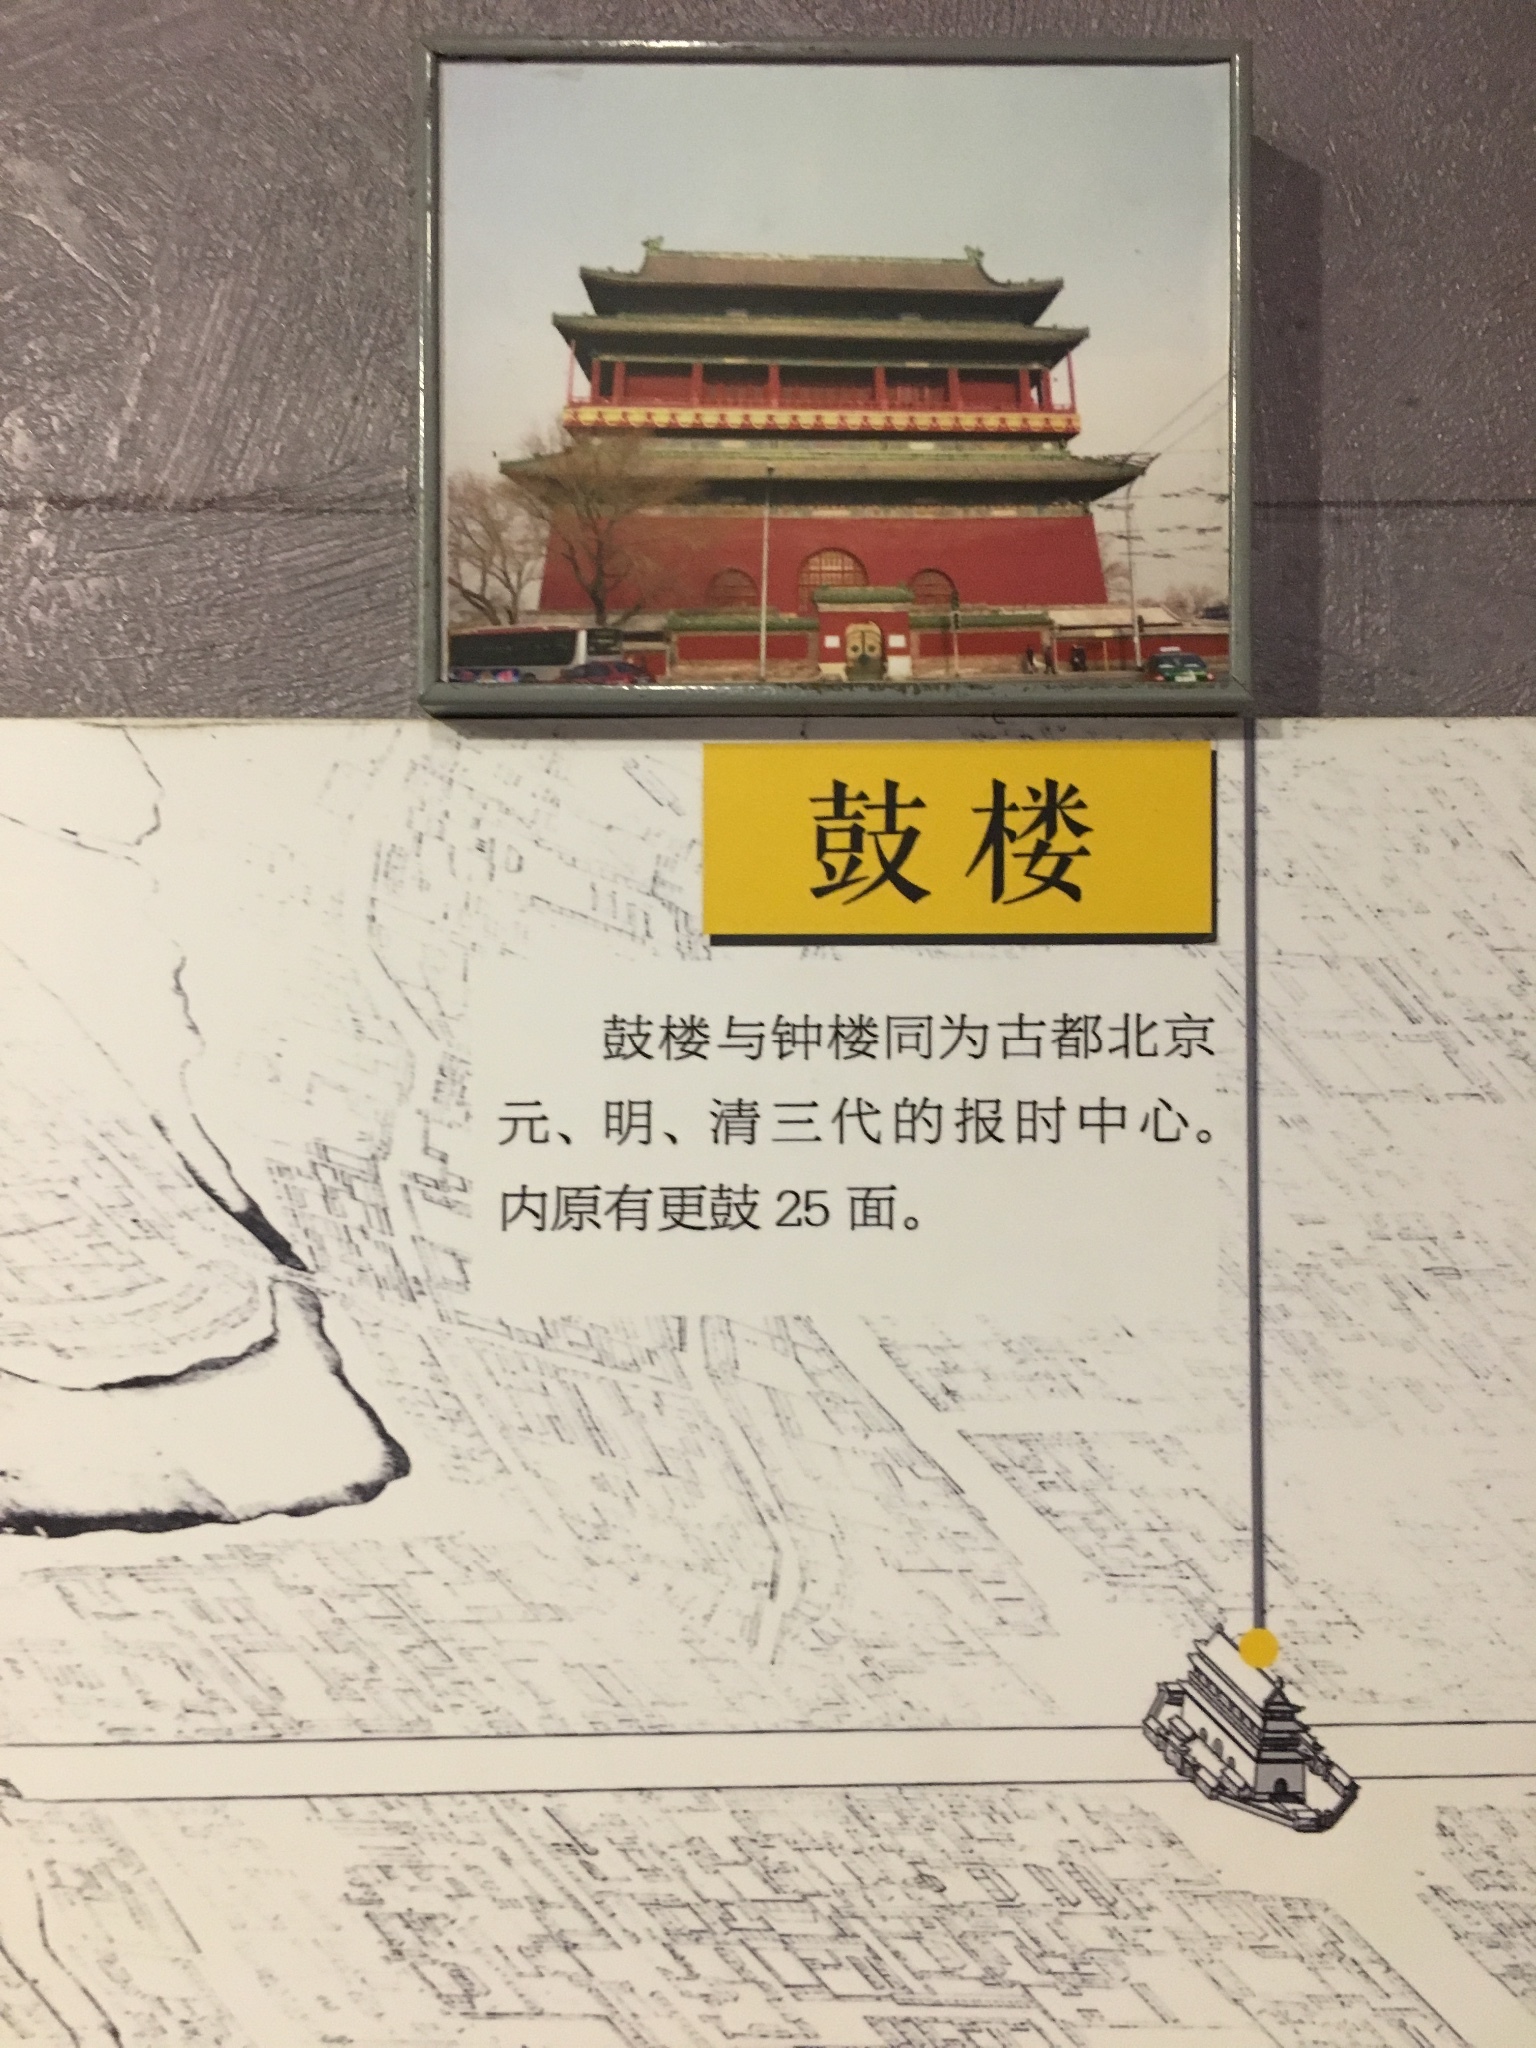 鼓楼
鼓楼与钟楼同为古都北京
元、明、清三代的报时中心。
内原有更鼓 25 面。